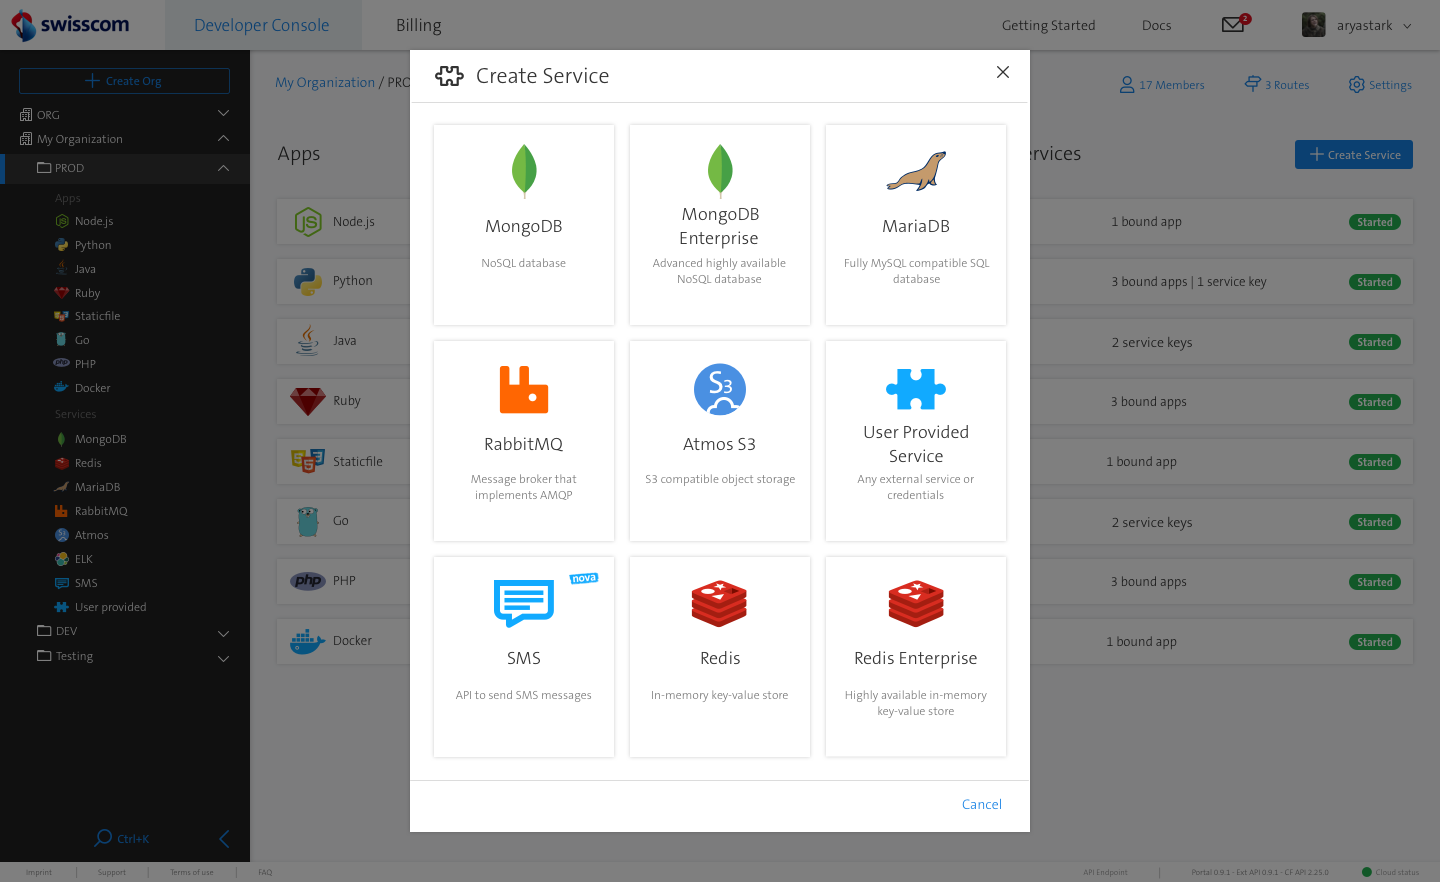 swisscom
Developer Console
Billing
Getting Started
Docs
2
aryastark
Create Org
ORG
My Organization
PROD
Apps
Node.js
Python
Java
Ruby
Staticfile
Go
PHP
Docker
Services
MongoDB
Redis
MariaDB
RabbitMQ
Atmos
ELK
SMS
User provided
DEV
Testing
Ctrl+K
My Organization / PRO
17 Members
3 Routes
Settings
Apps
ervices
Create Service
Node.js
1 bound app
Started
Python
3 bound apps | 1 service key
Started
Java
2 service keys
Started
Ruby
3 bound apps
Started
Staticfile
1 bound app
Started
Go
2 service keys
Started
php
PHP
3 bound apps
Started
Docker
1 bound app
Started
Create Service
MongoDB
NoSQL database
MongoDB
Enterprise
Advanced highly available
NoSQL database
MariaDB
Fully MySQL compatible SQL
database
RabbitMQ
Message broker that
implements AMQP
S3
Atmos S3
S3 compatible object storage
User Provided
Service
Any external service or
credentials
nova
SMS
API to send SMS messages
Redis
In-memory key-value store
Redis Enterprise
Highly available in-memory
key-value store
Cancel
Imprint
Support
Terms of use
FAQ
API Endpoint
Portal 0.9.1 - Ext API 0.9.1 - CF API 2.25.0
Cloud status